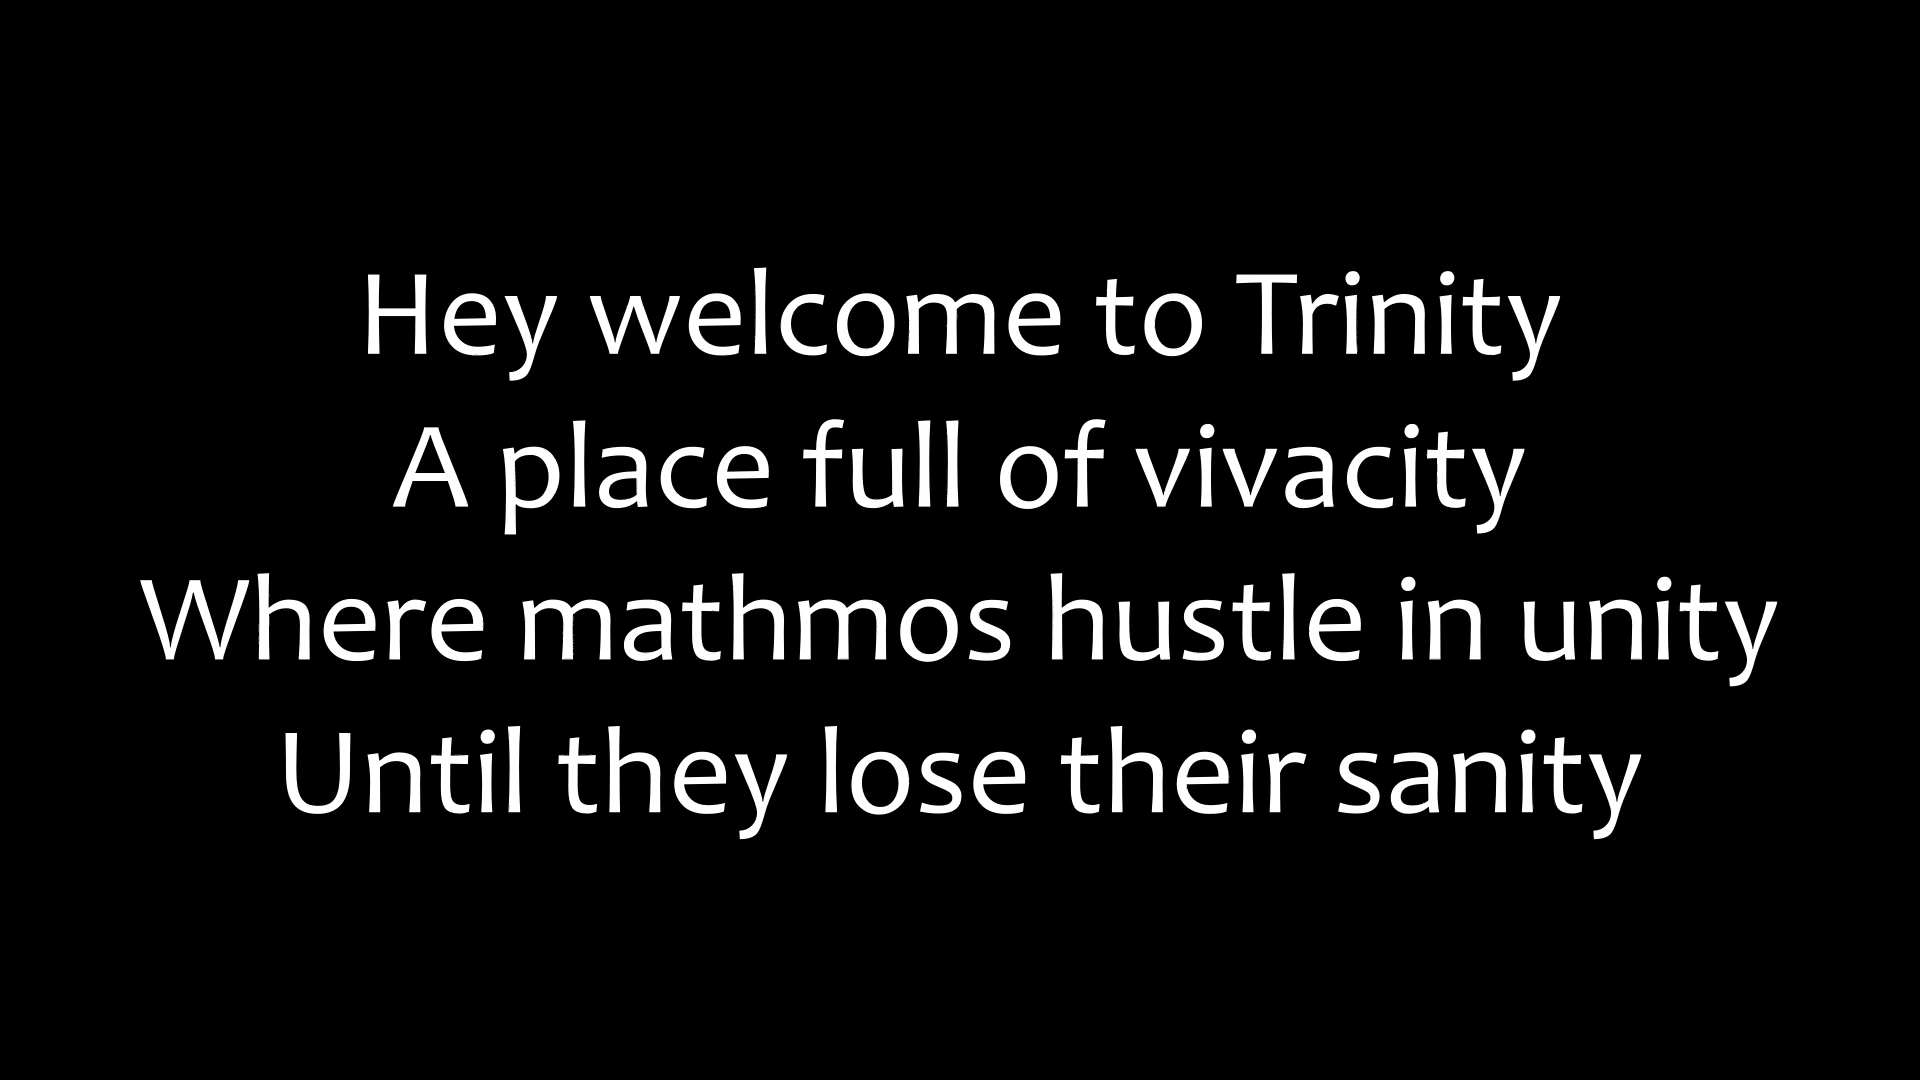 Hey welcome to Trinity
A place full of vivacity
Where mathmos hustle in unity
Until they lose their sanity